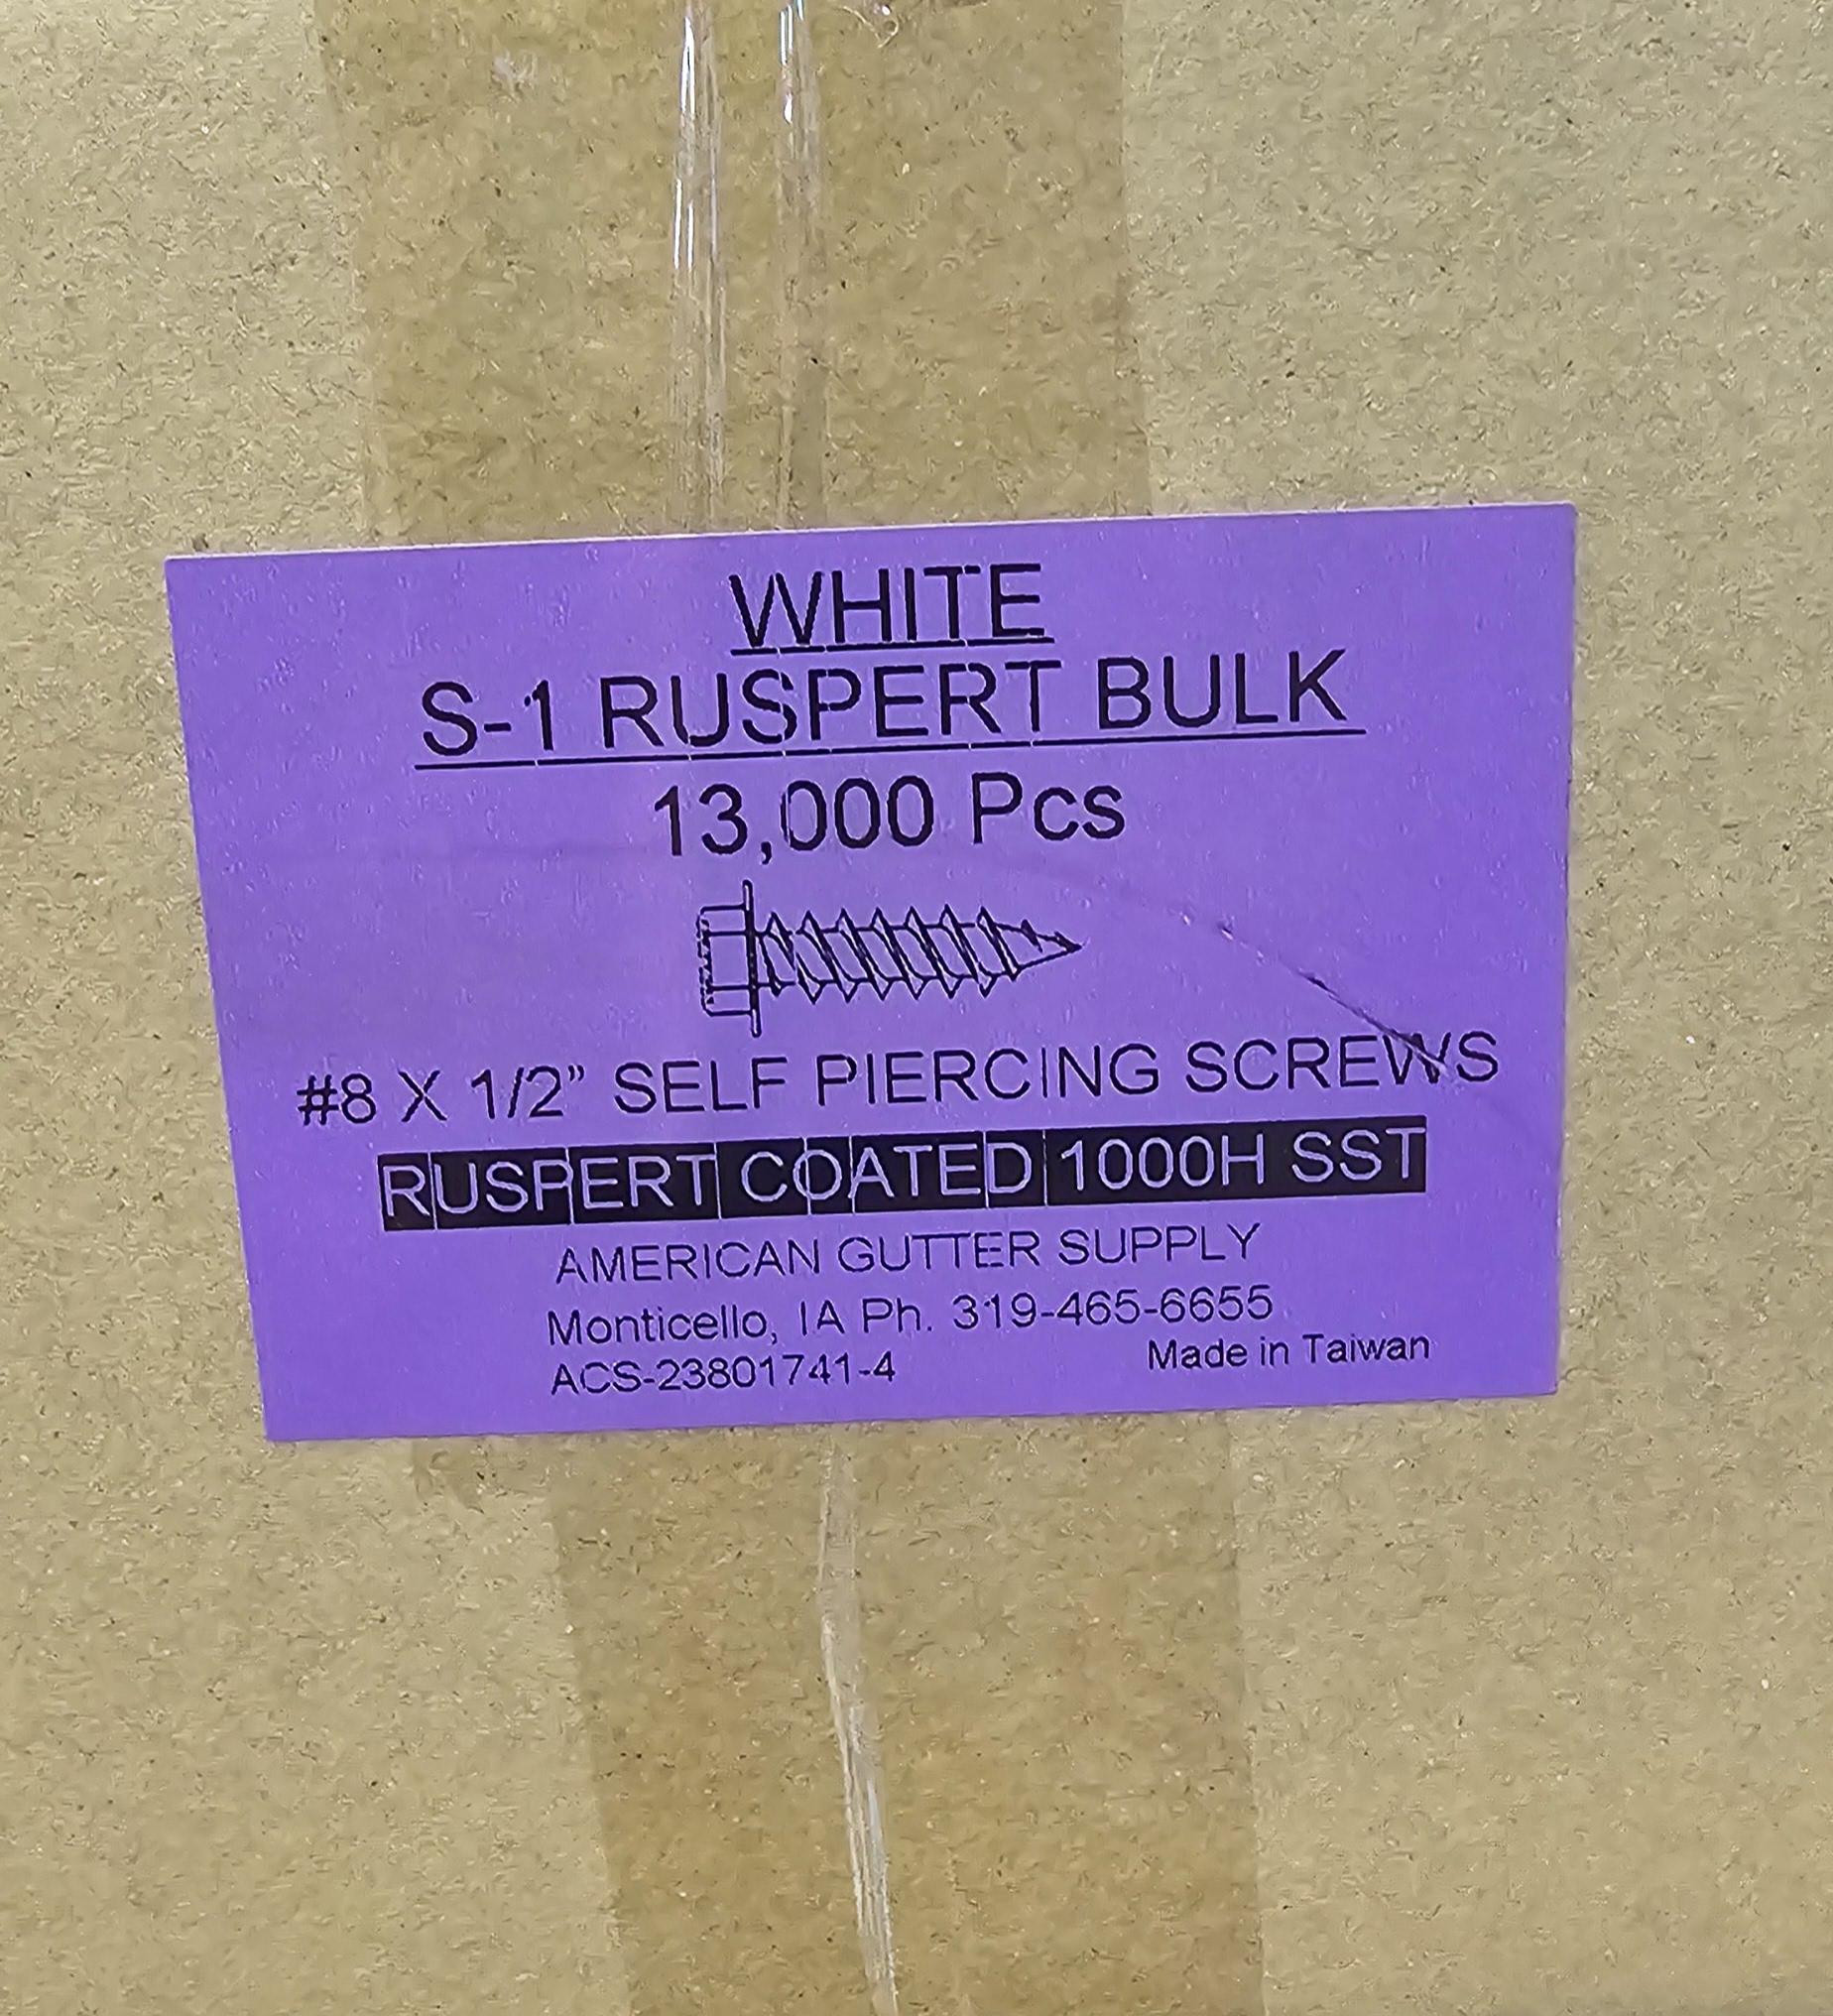 WHITE
S-1 RUSPERT BULK
13,000 Pcs
#8 X 1/2” SELF PIERCING SCREWS
RUSPERT COATED 1000H SST
AMERICAN GUTTER SUPPLY
Monticello, IA Ph. 319-465-6655
ACS-23801741-4 Made in Taiwan